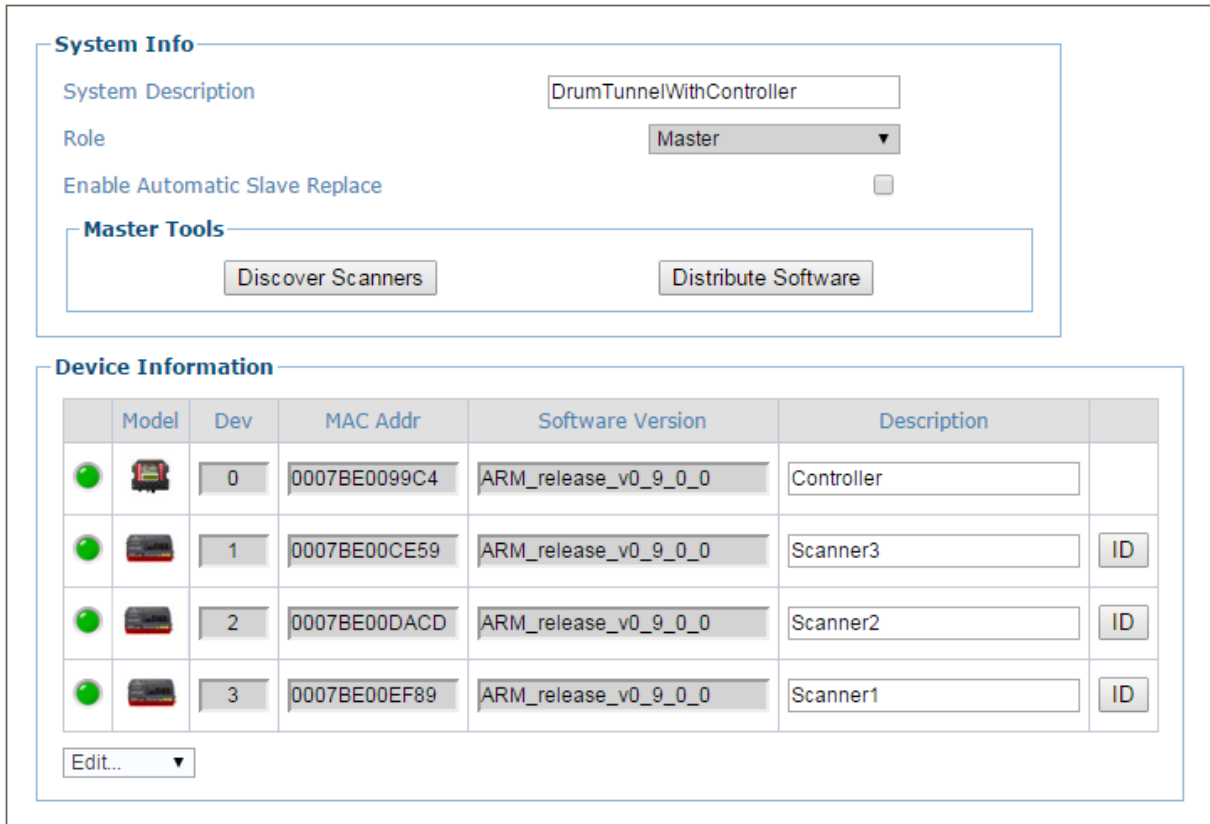 System Info
System Description DrumTunnelWithController
Role Master
Enable Automatic Slave Replace
Master Tools
Discover Scanners Distribute Software
Device Information
Model Dev MAC Addr Software Version Description
0 0007BE0099C4 ARM_release_v0_9_0_0 Controller
1 0007BE00CE59 ARM_release_v0_9_0_0 Scanner3 ID
2 0007BE00DACD ARM_release_v0_9_0_0 Scanner2 ID
3 0007BE00EF89 ARM_release_v0_9_0_0 Scanner1 ID
Edit...